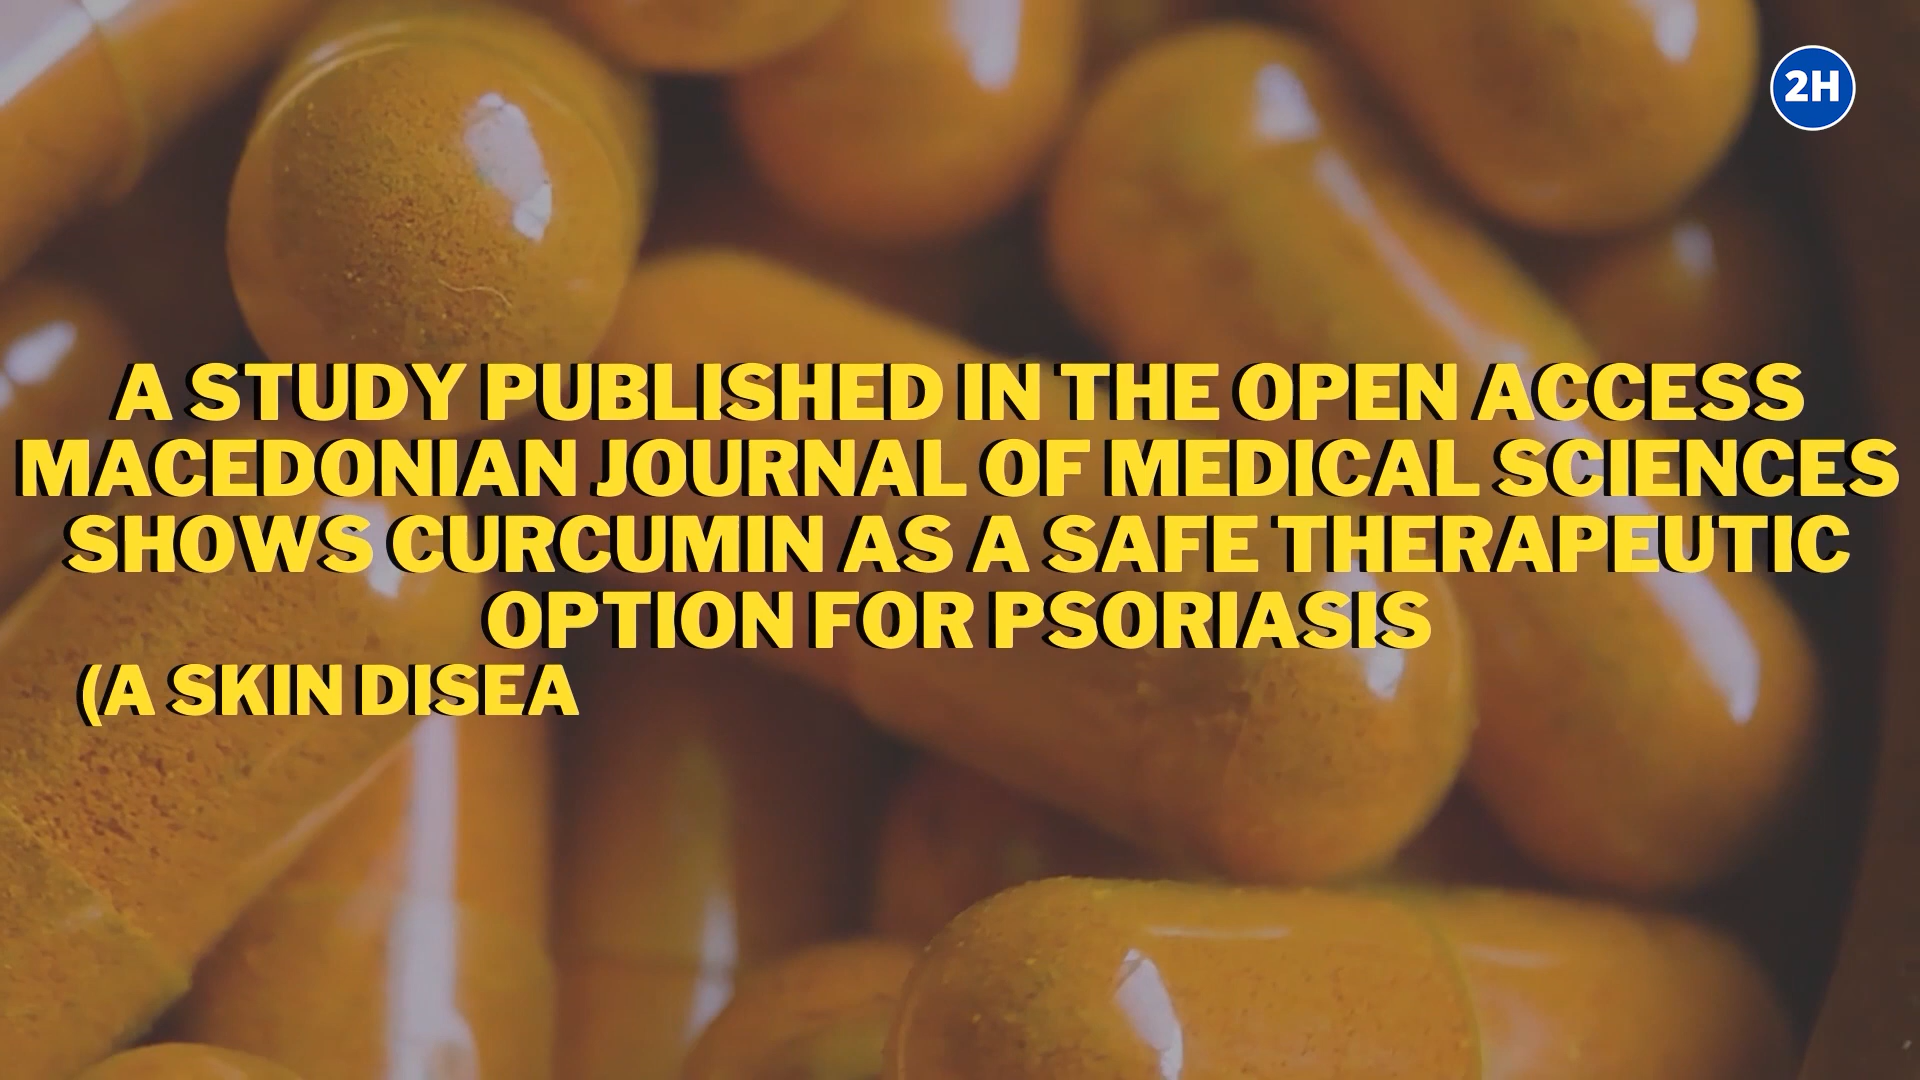 2H
A STUDY PUBLISHED IN THE OPEN ACCESS
MACEDONIAN JOURNAL OF MEDICAL SCIENCES
SHOWS CURCUMIN AS A SAFE THERAPEUTIC
OPTION FOR PSORIASIS
(A SKIN DISEA